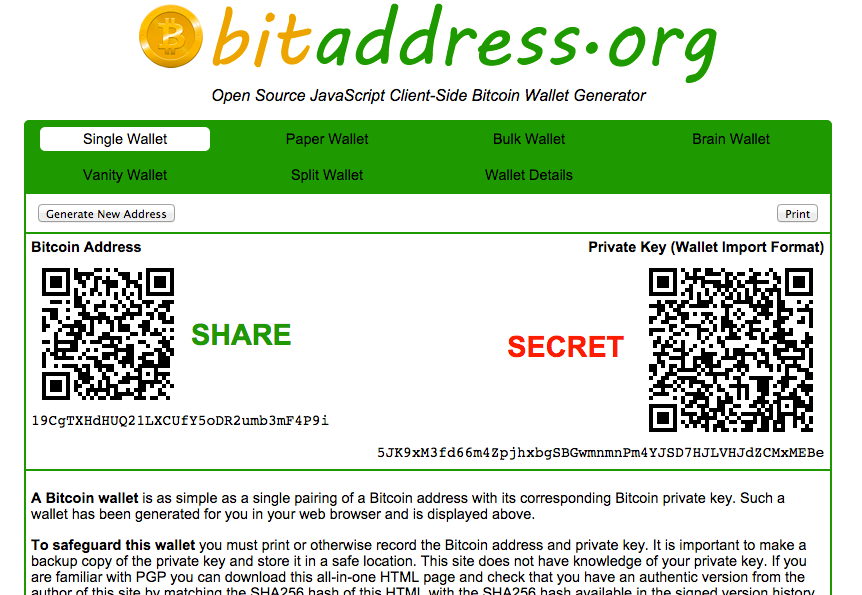 bitaddress.org
Open Source JavaScript Client-Side Bitcoin Wallet Generator
Single Wallet Paper Wallet Bulk Wallet Brain Wallet
Vanity Wallet Split Wallet Wallet Details
Generate New Address Print
Bitcoin Address Private Key (Wallet Import Format)
SHARE
SECRET
19CgTXHdHUQ21LXCUfY5oDR2umb3mF4P9i
5JK9xM3fd66m4ZpjhxbgSBGwmnmnPm4YJSD7HJLVHJdZCMxMEBe
A Bitcoin wallet is as simple as a single pairing of a Bitcoin address with its corresponding Bitcoin private key. Such a
wallet has been generated for you in your web browser and is displayed above.
To safeguard this wallet you must print or otherwise record the Bitcoin address and private key. It is important to make a
backup copy of the private key and store it in a safe location. This site does not have knowledge of your private key. If you
are familiar with PGP you can download this all-in-one HTML page and check that you have an authentic version from the
author of this site by matching the SHA256 hash of this HTML with the SHA256 hash available in the signed version history